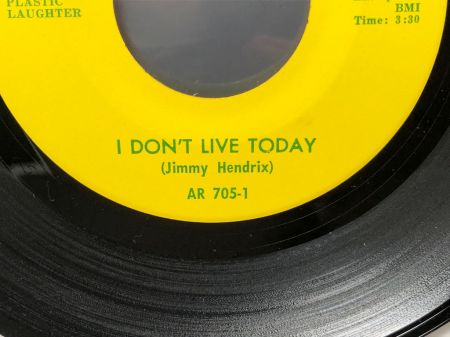 PLASTIC
LAUGHTER
BMI
Time: 3:30
I DON'T LIVE TODAY
(Jimmy Hendrix)
AR 705-1